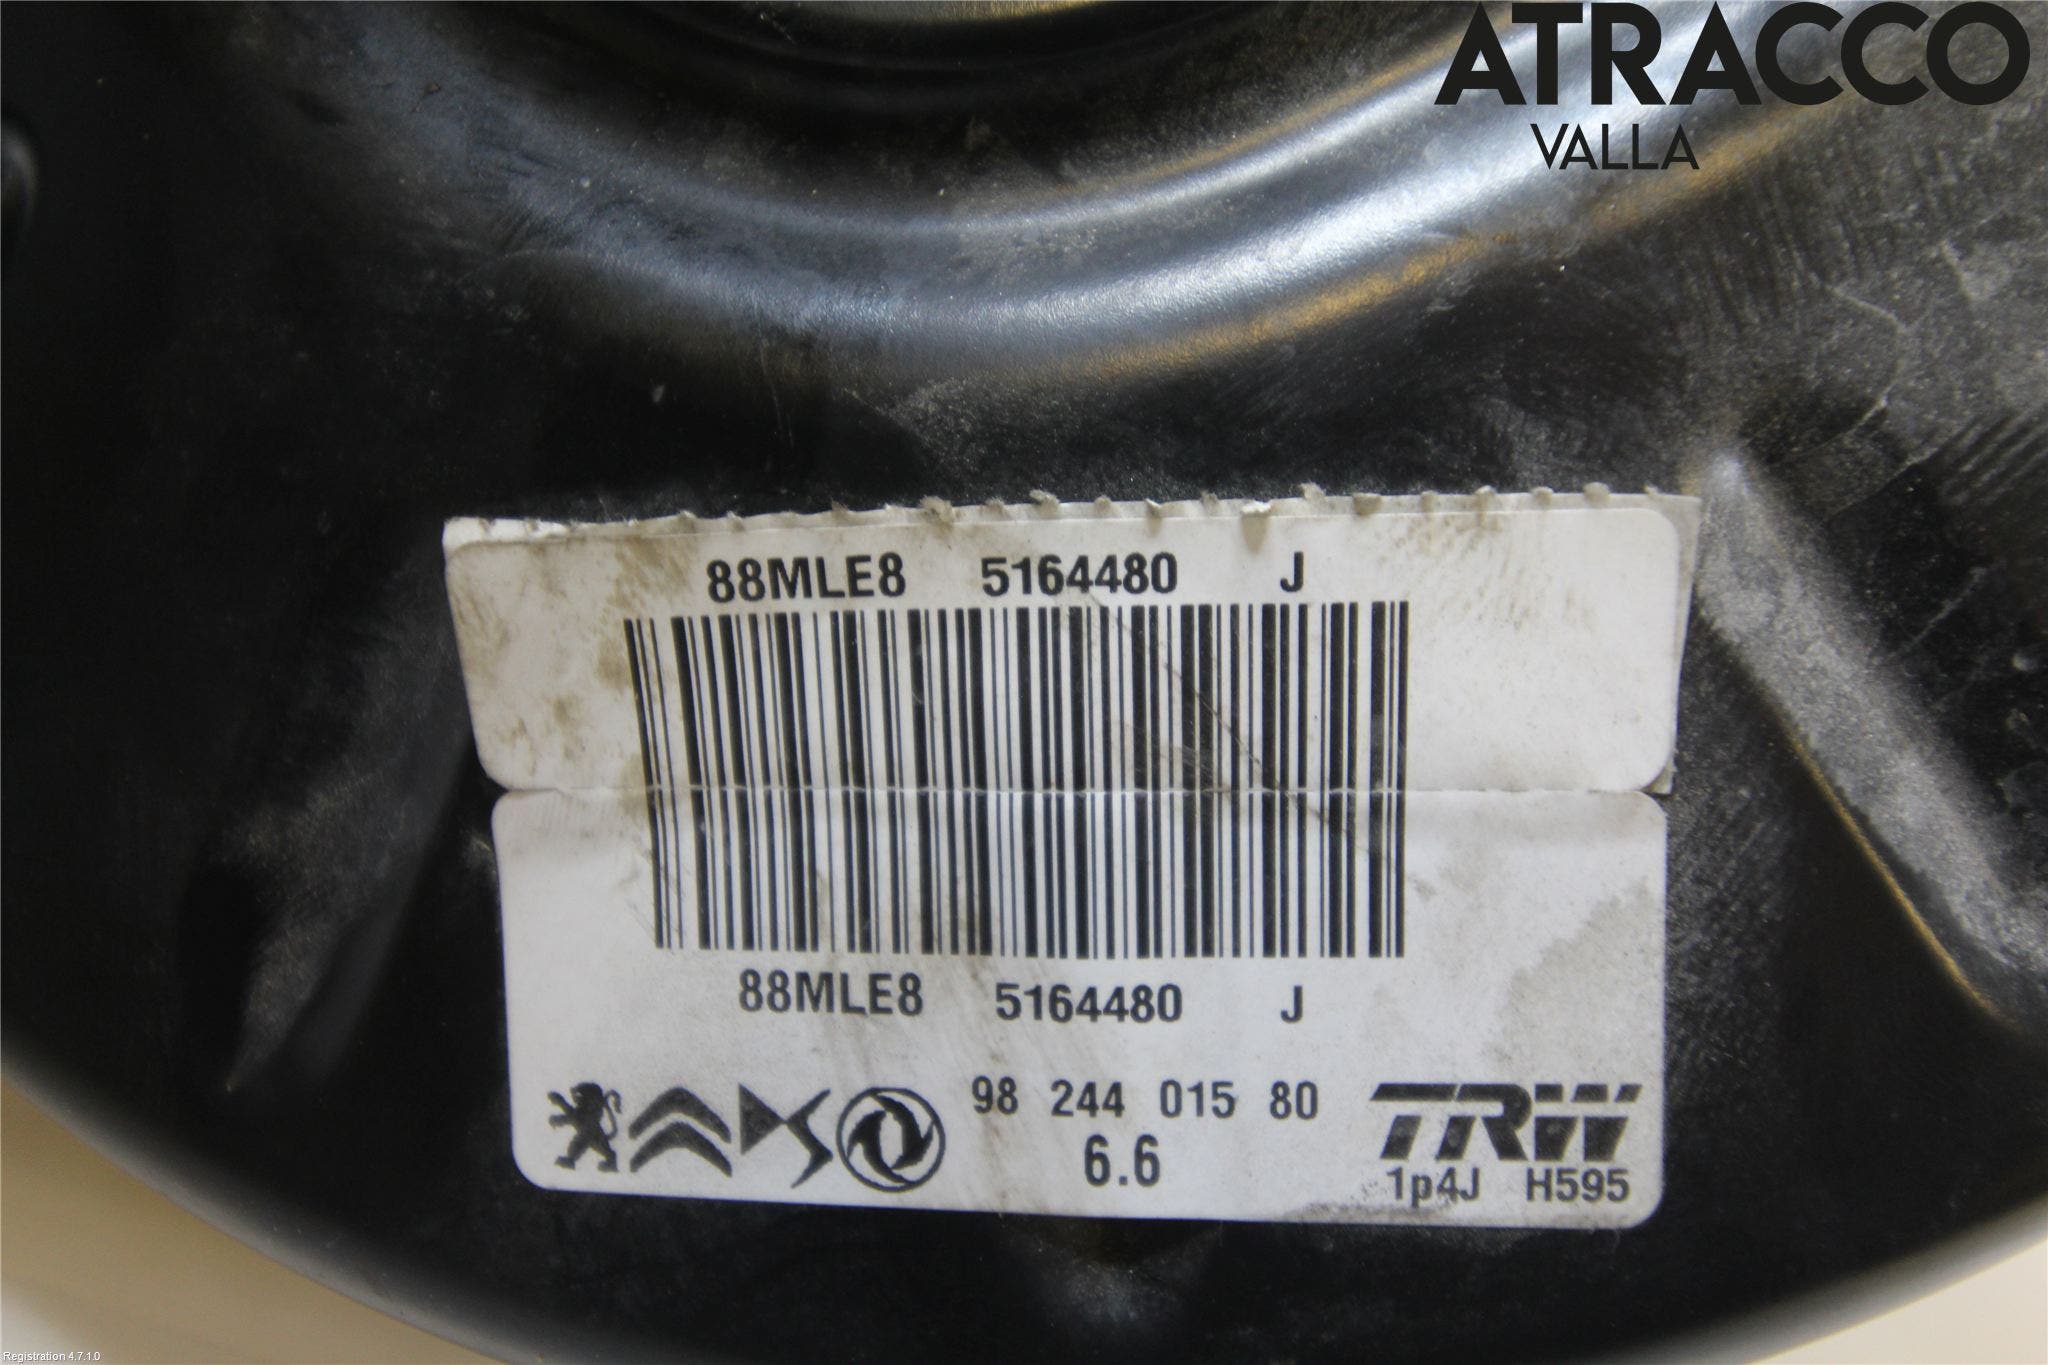 ATRACCO
VALLA
88MLE8 5164480 J
88MLE8 5164480 J
98 244 015 80
6.6
TRW
1p4J H595
Registration 4.7.1.0